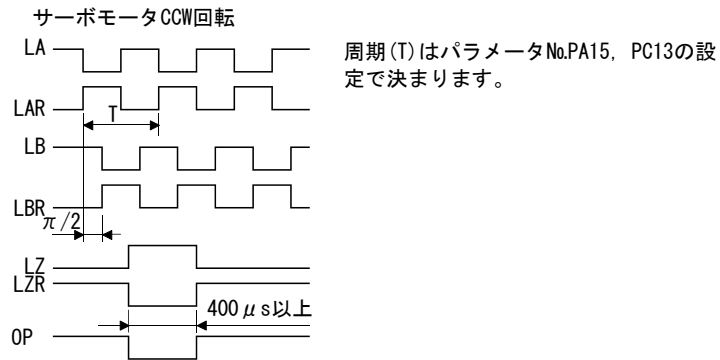 サーボモータCCW回転
LA
LAR
T
LB
LBR
π/2
LZ
LZR
400μs以上
OP
周期(T)はパラメータNo.PA15, PC13の設
定で決まります。